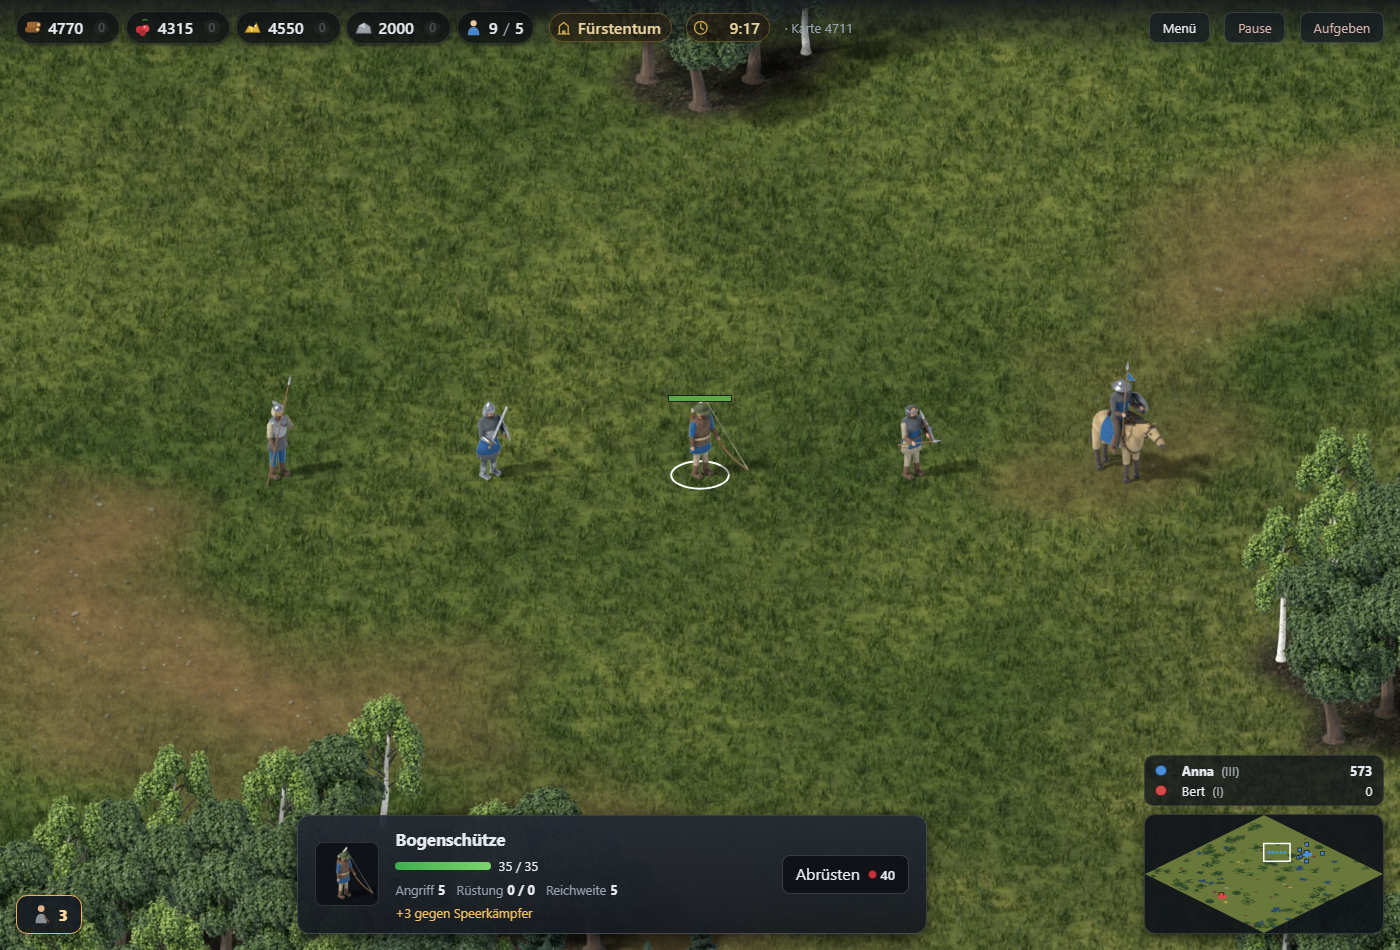 4770 0 4315 0 4550 0 2000 0 9 / 5 Fürstentum 9:17 · Karte 4711 Menü Pause Aufgeben
Anna (III) 573
Bert (I) 0
Bogenschütze
35 / 35
Angriff 5 Rüstung 0 / 0 Reichweite 5
+3 gegen Speerkämpfer
Abrüsten 40
3